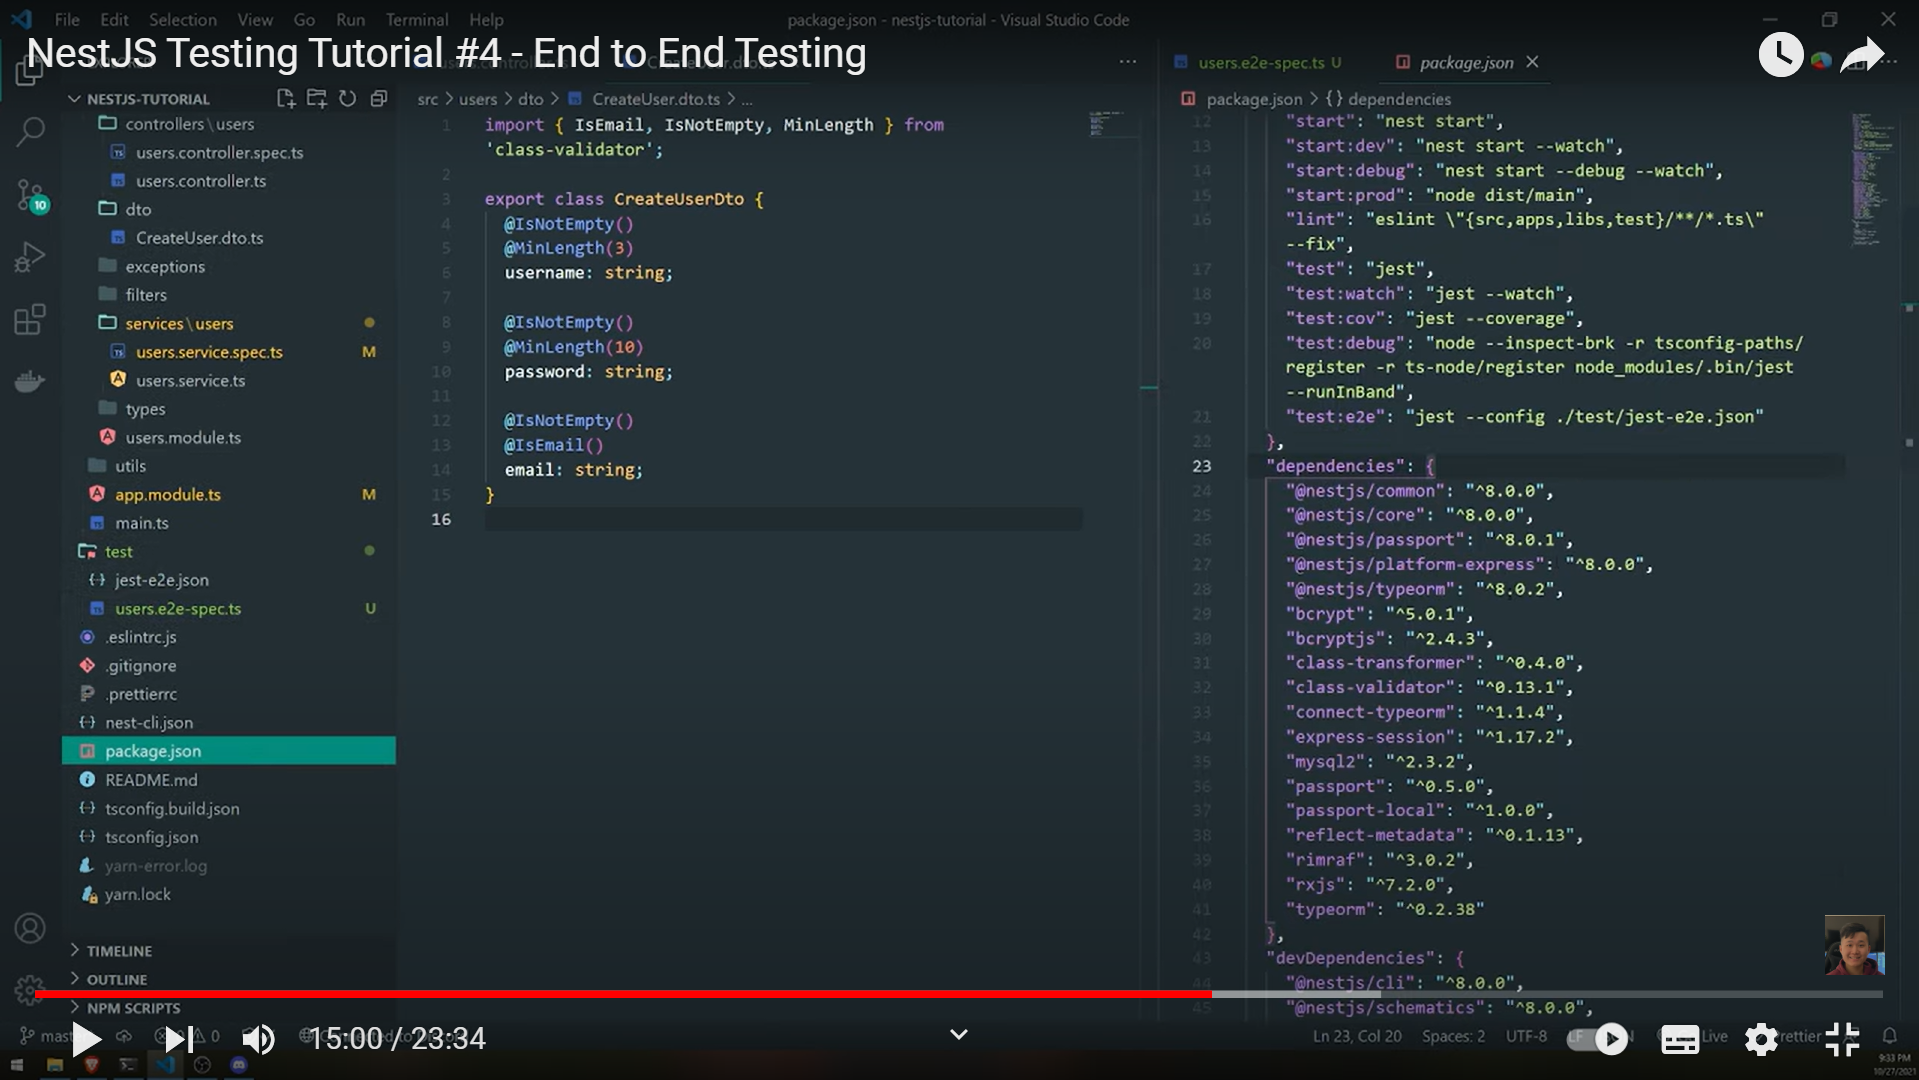 File Edit Selection View Go Run Terminal Help
package.json - nestjs-tutorial - Visual Studio Code
NestJS Testing Tutorial #4 - End to End Testing
NESTJS-TUTORIAL
controllers\users
users.controller.spec.ts
users.controller.ts
dto
CreateUser.dto.ts
exceptions
filters
services\users
users.service.spec.ts M
users.service.ts
types
users.module.ts
utils
app.module.ts M
main.ts
test
jest-e2e.json
users.e2e-spec.ts U
.eslintrc.js
.gitignore
.prettierrc
nest-cli.json
package.json
README.md
tsconfig.build.json
tsconfig.json
yarn-error.log
yarn.lock
TIMELINE
OUTLINE
NPM SCRIPTS
10
src > users > dto > CreateUser.dto.ts > ...
1 import { IsEmail, IsNotEmpty, MinLength } from
'class-validator';
2
3 export class CreateUserDto {
4 @IsNotEmpty()
5 @MinLength(3)
6 username: string;
7
8 @IsNotEmpty()
9 @MinLength(10)
10 password: string;
11
12 @IsNotEmpty()
13 @IsEmail()
14 email: string;
15 }
16
users.e2e-spec.ts U
package.json
package.json > {} dependencies
12 "start": "nest start",
13 "start:dev": "nest start --watch",
14 "start:debug": "nest start --debug --watch",
15 "start:prod": "node dist/main",
16 "lint": "eslint \"{src,apps,libs,test}/**/*.ts\"
--fix",
17 "test": "jest",
18 "test:watch": "jest --watch",
19 "test:cov": "jest --coverage",
20 "test:debug": "node --inspect-brk -r tsconfig-paths/
register -r ts-node/register node_modules/.bin/jest
--runInBand",
21 "test:e2e": "jest --config ./test/jest-e2e.json"
22 },
23 "dependencies": {
24 "@nestjs/common": "^8.0.0",
25 "@nestjs/core": "^8.0.0",
26 "@nestjs/passport": "^8.0.1",
27 "@nestjs/platform-express": "^8.0.0",
28 "@nestjs/typeorm": "^8.0.2",
29 "bcrypt": "^5.0.1",
30 "bcryptjs": "^2.4.3",
31 "class-transformer": "^0.4.0",
32 "class-validator": "^0.13.1",
33 "connect-typeorm": "^1.1.4",
34 "express-session": "^1.17.2",
35 "mysql2": "^2.3.2",
36 "passport": "^0.5.0",
37 "passport-local": "^1.0.0",
38 "reflect-metadata": "^0.1.13",
39 "rimraf": "^3.0.2",
40 "rxjs": "^7.2.0",
41 "typeorm": "^0.2.38"
42 },
43 "devDependencies": {
44 "@nestjs/cli": "^8.0.0",
45 "@nestjs/schematics": "^8.0.0",
15:00 / 23:34
Ln 23, Col 20 Spaces: 2 UTF-8 LF
9:33 PM
10/27/2021